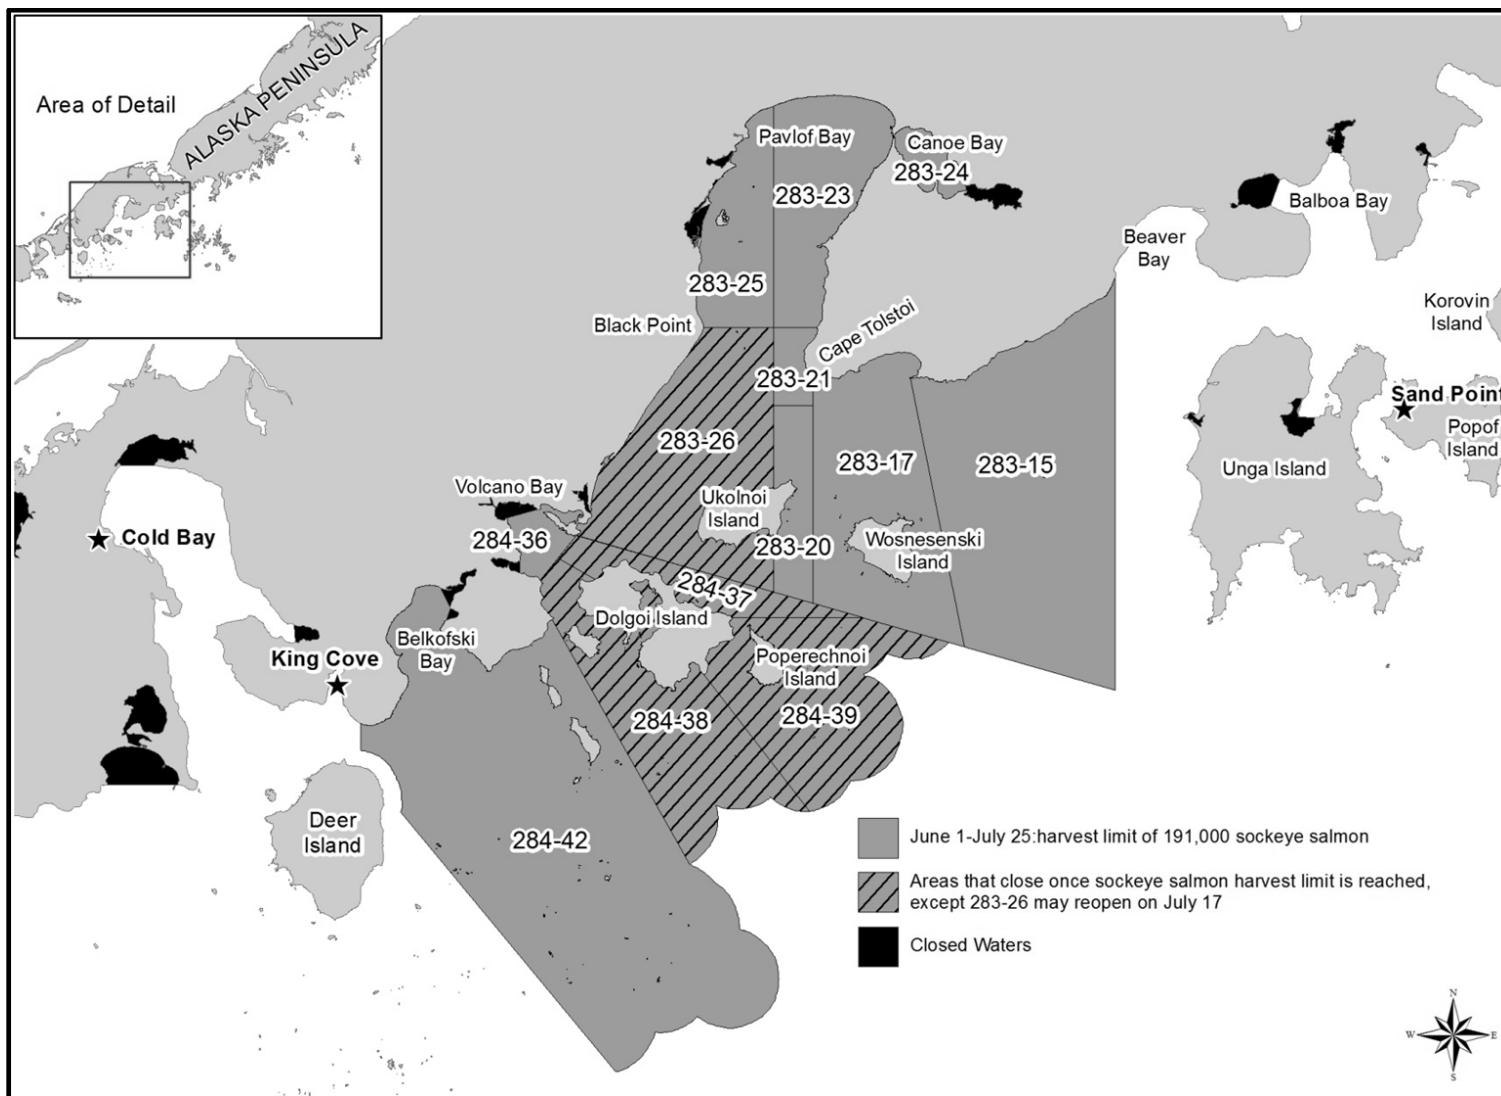 Area of Detail
ALASKA PENINSULA
Pavlof Bay
Canoe Bay
283-24
283-23
Balboa Bay
Beaver
Bay
283-25
Korovin
Island
Black Point
Cape Tolstoi
283-21
Sand Point
Popof
Island
283-26
283-17
283-15
Unga Island
Volcano Bay
Ukolnoi
Island
Cold Bay
284-36
283-20
Wosnesenski
Island
284-37
Dolgoi Island
Belkofski
Bay
King Cove
Poperechnoi
Island
284-38
284-39
Deer
Island
284-42
June 1-July 25:harvest limit of 191,000 sockeye salmon
Areas that close once sockeye salmon harvest limit is reached,
except 283-26 may reopen on July 17
Closed Waters
N
W
E
S